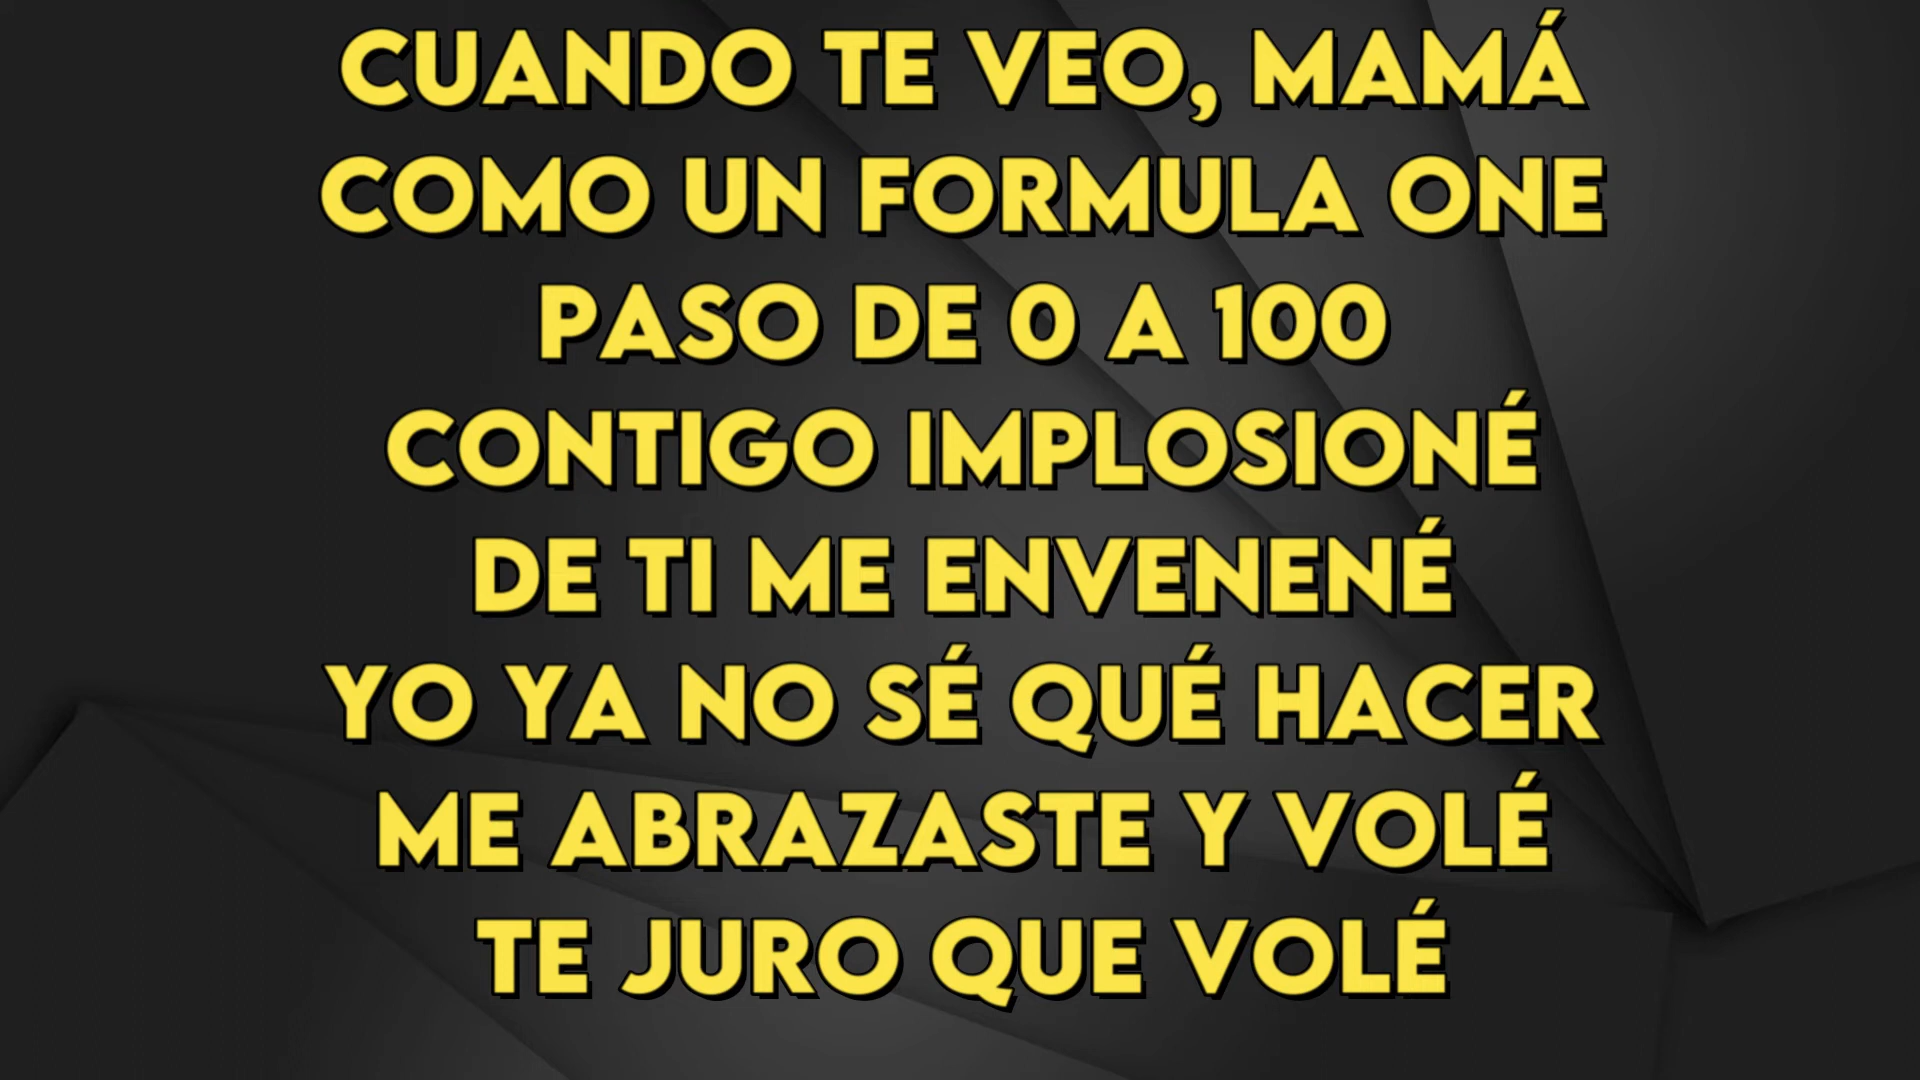 CUANDO TE VEO, MAMÁ
COMO UN FORMULA ONE
PASO DE 0 A 100
CONTIGO IMPLOSIONÉ
DE TI ME ENVENENÉ
YO YA NO SÉ QUÉ HACER
ME ABRAZASTE Y VOLÉ
TE JURO QUE VOLÉ